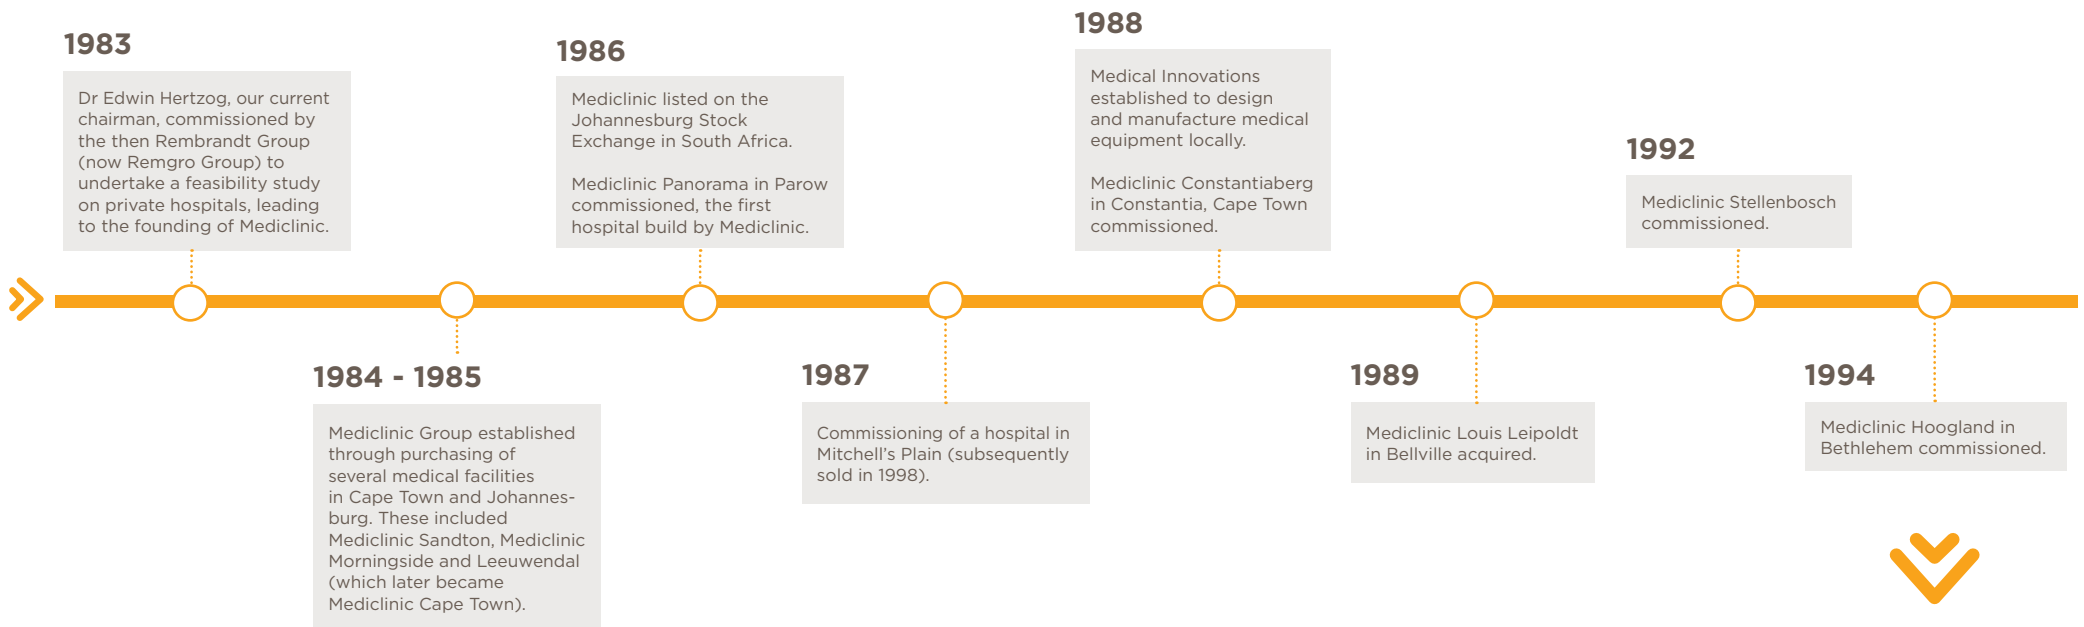 1983
Dr Edwin Hertzog, our current
chairman, commissioned by
the then Rembrandt Group
(now Remgro Group) to
undertake a feasibility study
on private hospitals, leading
to the founding of Mediclinic.
1984 - 1985
Mediclinic Group established
through purchasing of
several medical facilities
in Cape Town and Johannes-
burg. These included
Mediclinic Sandton, Mediclinic
Morningside and Leeuwendal
(which later became
Mediclinic Cape Town).
1986
Mediclinic listed on the
Johannesburg Stock
Exchange in South Africa.
Mediclinic Panorama in Parow
commissioned, the first
hospital build by Mediclinic.
1987
Commissioning of a hospital in
Mitchell’s Plain (subsequently
sold in 1998).
1988
Medical Innovations
established to design
and manufacture medical
equipment locally.
Mediclinic Constantiaberg
in Constantia, Cape Town
commissioned.
1989
Mediclinic Louis Leipoldt
in Bellville acquired.
1992
Mediclinic Stellenbosch
commissioned.
1994
Mediclinic Hoogland in
Bethlehem commissioned.